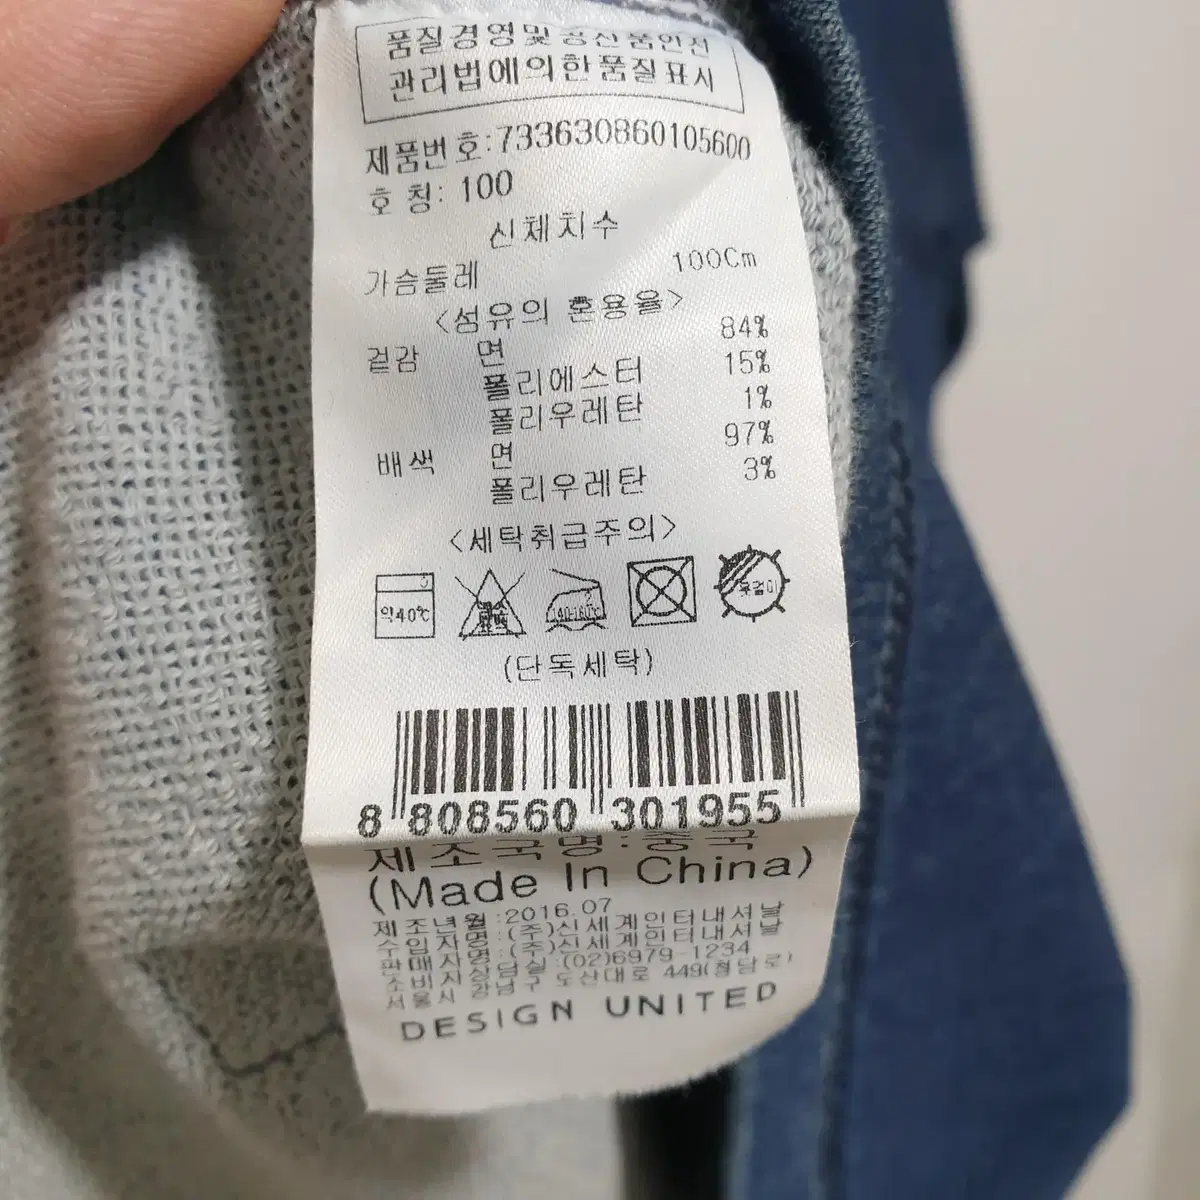 품질경영및공산품안전
관리법에의한품질표시
제품번호:733630860105600
호 칭: 100
신체치수
가슴둘레 100Cm
<섬유의 혼용율>
겉감 면 84%
폴리에스터 15%
폴리우레탄 1%
배색 면 97%
폴리우레탄 3%
<세탁취급주의>
약40℃ 140-160℃ 옷걸이
(단독세탁)
8 808560 301955
제조국명:중국
(Made In China)
제조년월:2016.07
수입자명:(주)신세계인터내셔날
판매자명:(주)신세계인터내셔날
소비자상담실:(02)6979-1234
서울시 강남구 도산대로 449(청담로)
DESIGN UNITED